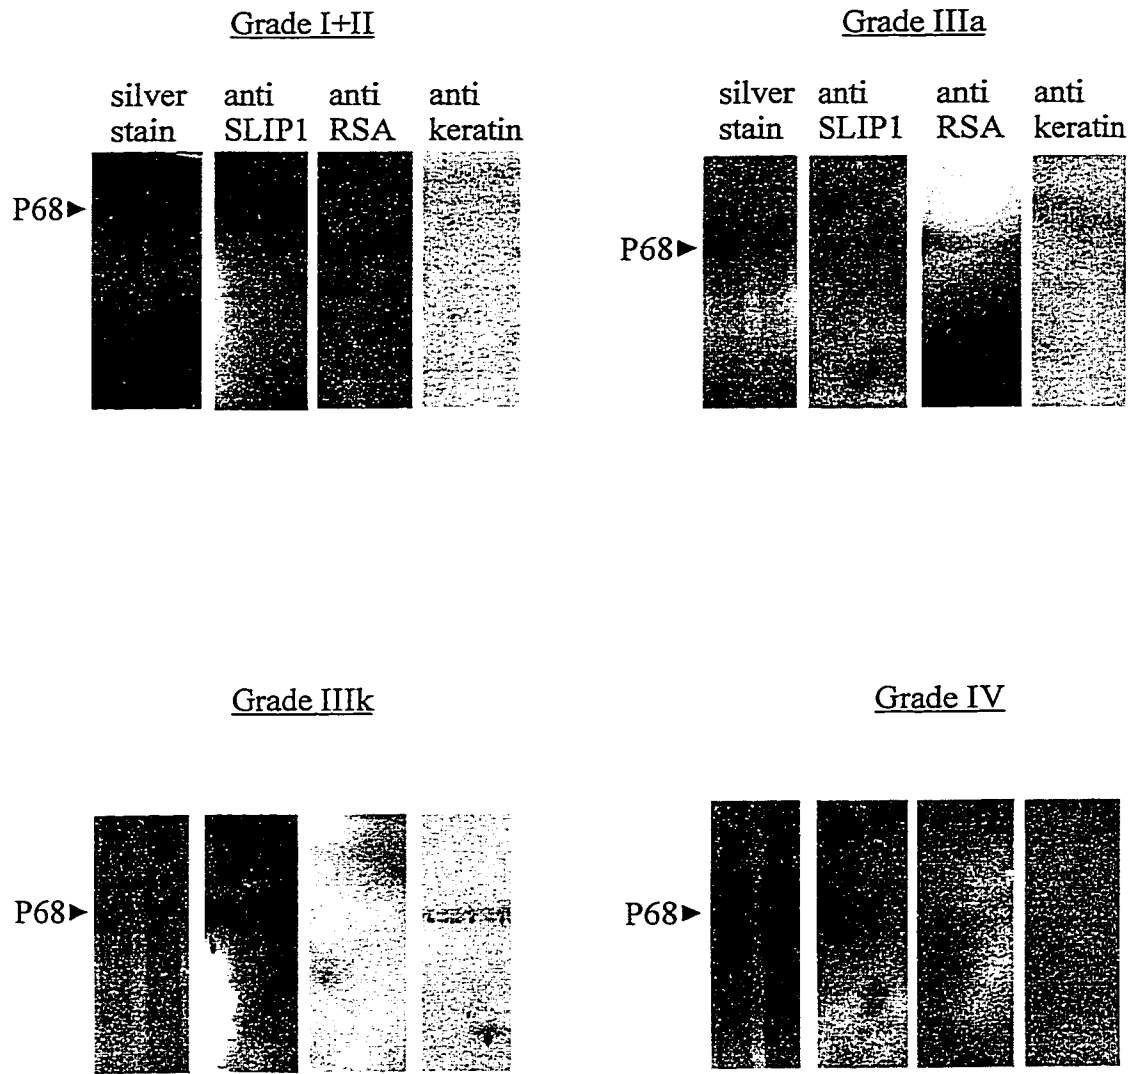 Grade I+II
silver stain
anti SLIP1
anti RSA
anti keratin
P68
Grade IIIa
silver stain
anti SLIP1
anti RSA
anti keratin
P68
Grade IIIk
P68
Grade IV
P68